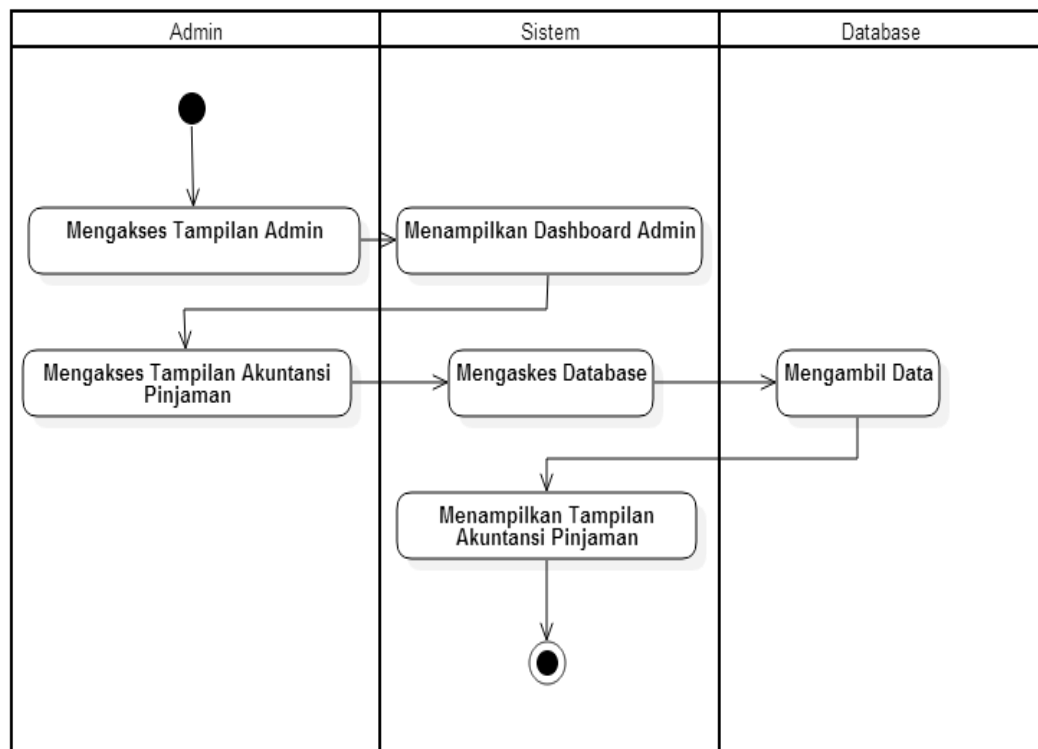 Admin
Sistem
Database
Mengakses Tampilan Admin
Menampilkan Dashboard Admin
Mengakses Tampilan Akuntansi
Pinjaman
Mengaskes Database
Mengambil Data
Menampilkan Tampilan
Akuntansi Pinjaman